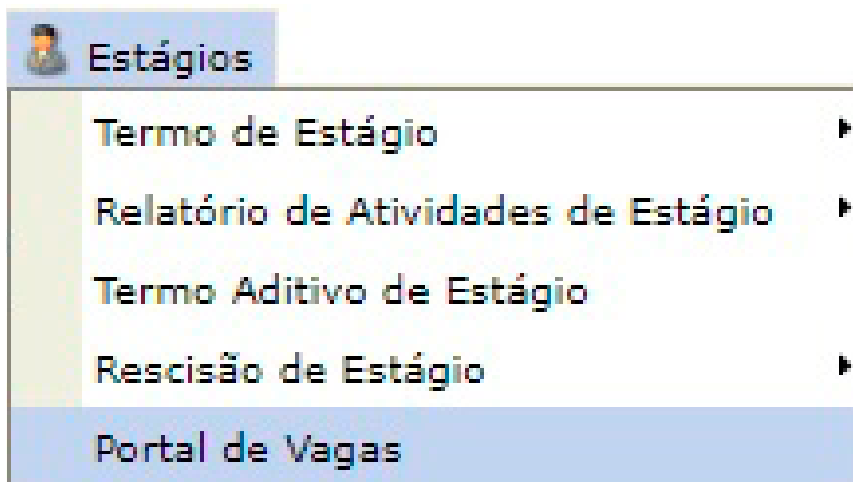 Estágios
Termo de Estágio
Relatório de Atividades de Estágio
Termo Aditivo de Estágio
Rescisão de Estágio
Portal de Vagas